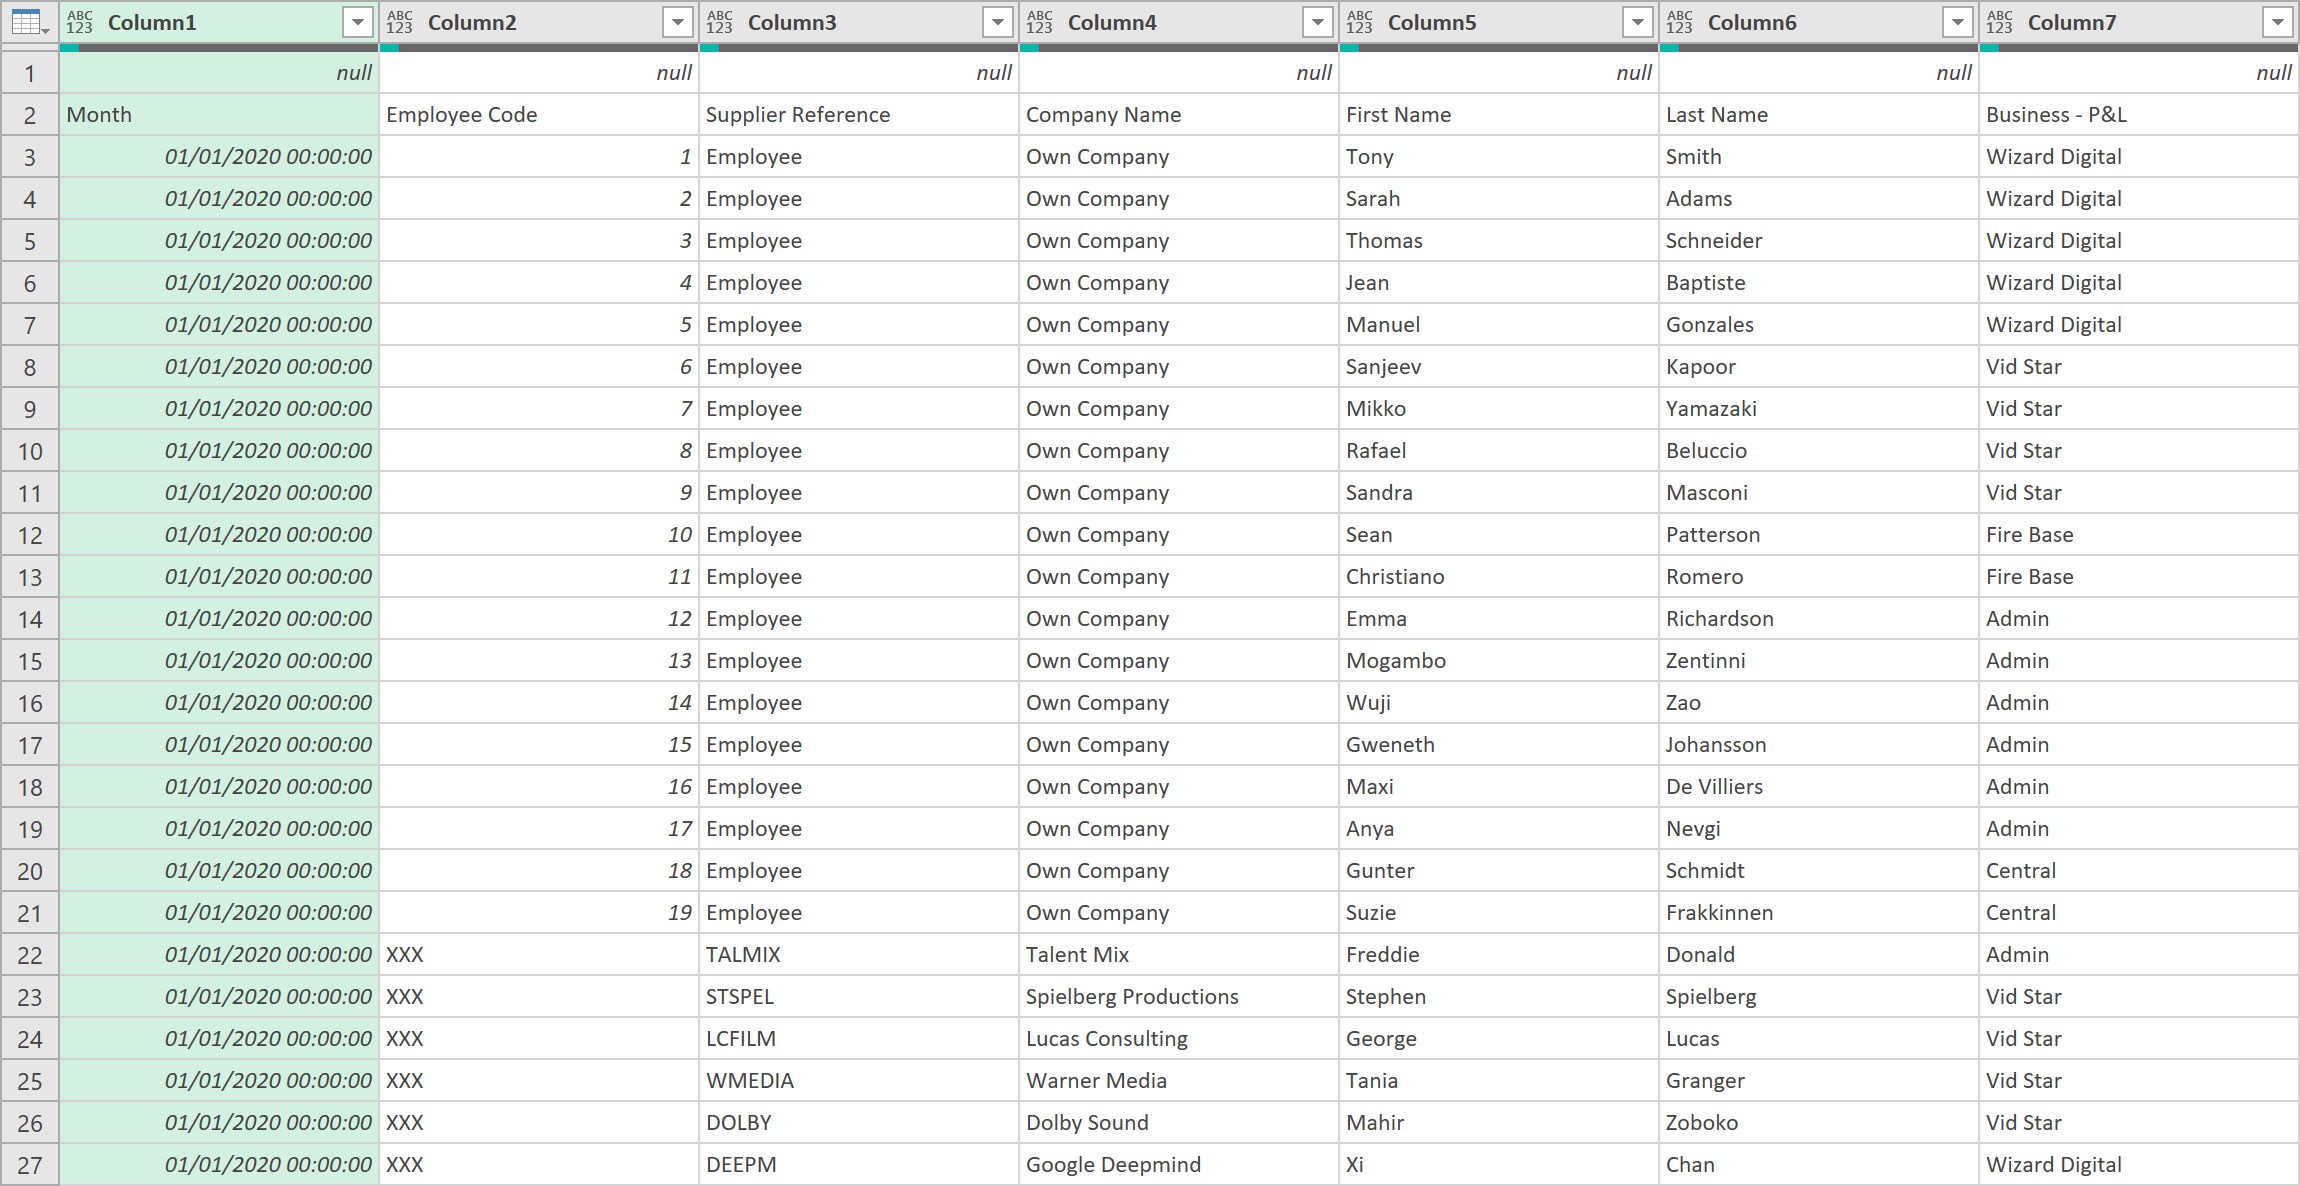 ABC 123 Column1 ABC 123 Column2 ABC 123 Column3 ABC 123 Column4 ABC 123 Column5 ABC 123 Column6 ABC 123 Column7
1 null null null null null null null
2 Month Employee Code Supplier Reference Company Name First Name Last Name Business - P&L
3 01/01/2020 00:00:00 1 Employee Own Company Tony Smith Wizard Digital
4 01/01/2020 00:00:00 2 Employee Own Company Sarah Adams Wizard Digital
5 01/01/2020 00:00:00 3 Employee Own Company Thomas Schneider Wizard Digital
6 01/01/2020 00:00:00 4 Employee Own Company Jean Baptiste Wizard Digital
7 01/01/2020 00:00:00 5 Employee Own Company Manuel Gonzales Wizard Digital
8 01/01/2020 00:00:00 6 Employee Own Company Sanjeev Kapoor Vid Star
9 01/01/2020 00:00:00 7 Employee Own Company Mikko Yamazaki Vid Star
10 01/01/2020 00:00:00 8 Employee Own Company Rafael Beluccio Vid Star
11 01/01/2020 00:00:00 9 Employee Own Company Sandra Masconi Vid Star
12 01/01/2020 00:00:00 10 Employee Own Company Sean Patterson Fire Base
13 01/01/2020 00:00:00 11 Employee Own Company Christiano Romero Fire Base
14 01/01/2020 00:00:00 12 Employee Own Company Emma Richardson Admin
15 01/01/2020 00:00:00 13 Employee Own Company Mogambo Zentinni Admin
16 01/01/2020 00:00:00 14 Employee Own Company Wuji Zao Admin
17 01/01/2020 00:00:00 15 Employee Own Company Gweneth Johansson Admin
18 01/01/2020 00:00:00 16 Employee Own Company Maxi De Villiers Admin
19 01/01/2020 00:00:00 17 Employee Own Company Anya Nevgi Admin
20 01/01/2020 00:00:00 18 Employee Own Company Gunter Schmidt Central
21 01/01/2020 00:00:00 19 Employee Own Company Suzie Frakkinnen Central
22 01/01/2020 00:00:00 XXX TALMIX Talent Mix Freddie Donald Admin
23 01/01/2020 00:00:00 XXX STSPEL Spielberg Productions Stephen Spielberg Vid Star
24 01/01/2020 00:00:00 XXX LCFILM Lucas Consulting George Lucas Vid Star
25 01/01/2020 00:00:00 XXX WMEDIA Warner Media Tania Granger Vid Star
26 01/01/2020 00:00:00 XXX DOLBY Dolby Sound Mahir Zoboko Vid Star
27 01/01/2020 00:00:00 XXX DEEPM Google Deepmind Xi Chan Wizard Digital